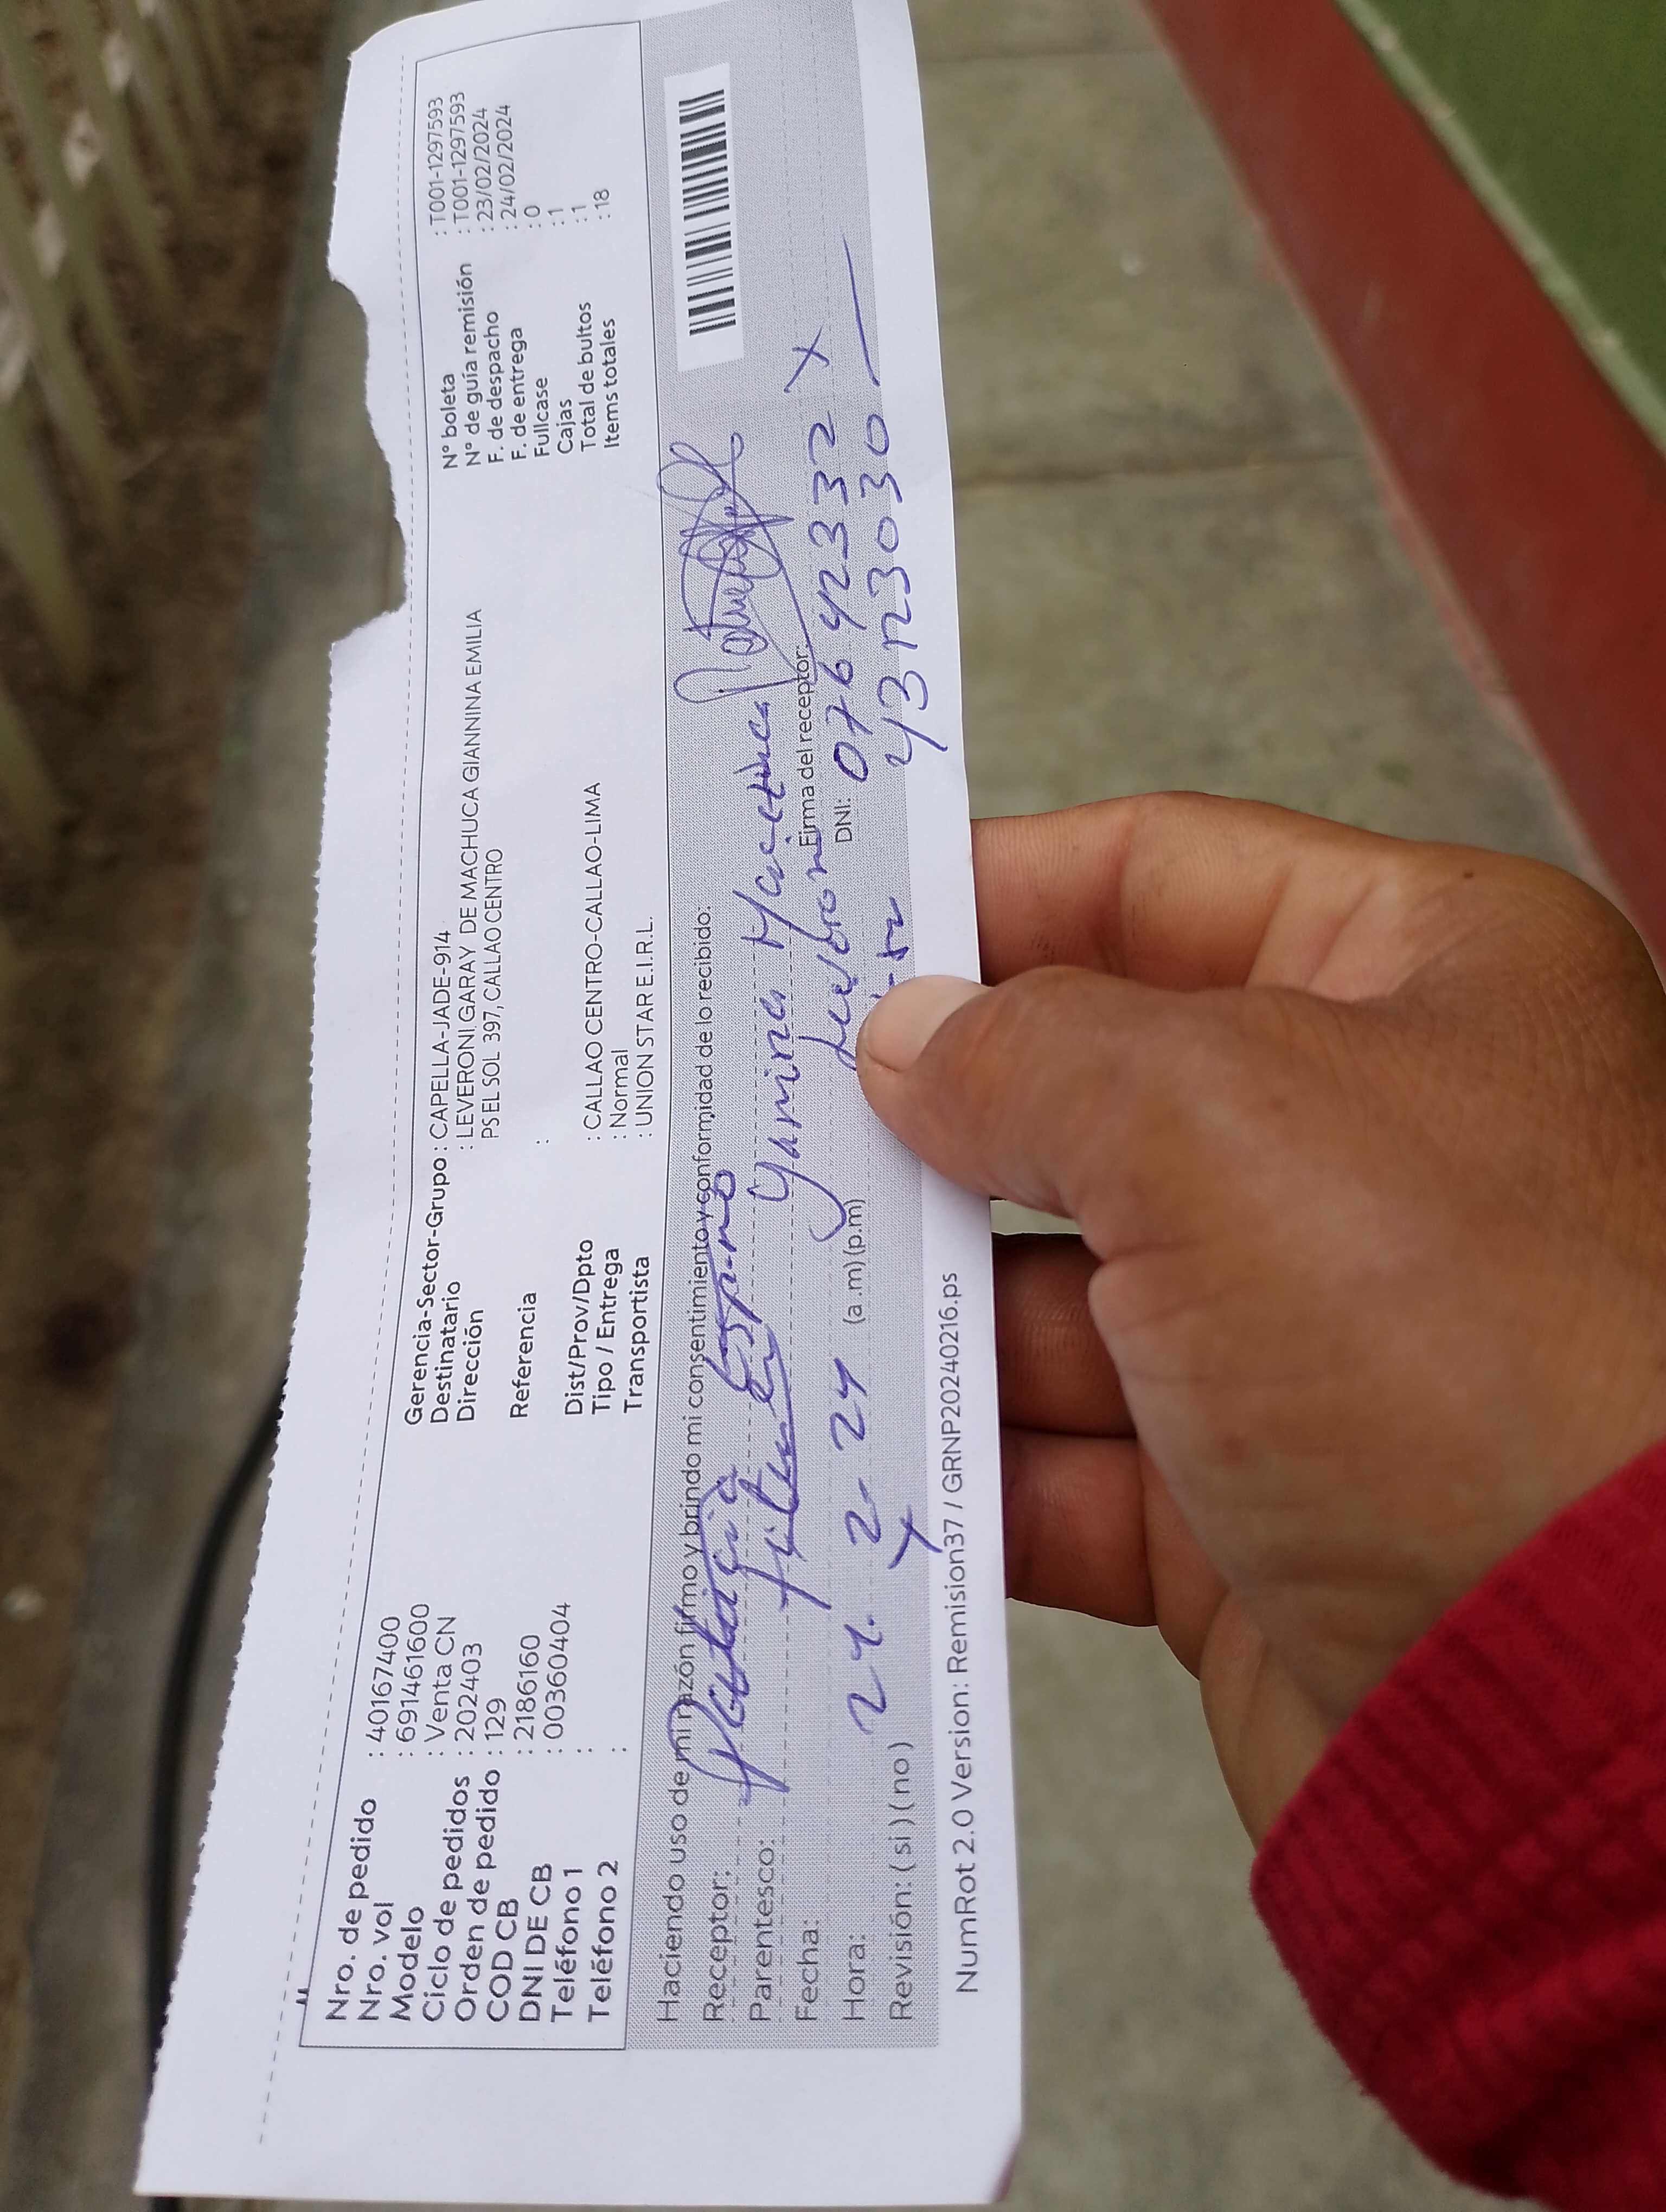 Nro. de pedido : 40167400
Nro. vol : 691461600
Modelo : Venta CN
Ciclo de pedidos : 202403
Orden de pedido : 129
COD CB : 2186160
DNI DE CB : 00360404
Teléfono 1 :
Teléfono 2 :
Gerencia-Sector-Grupo : CAPELLA-JADE-914
Destinatario : LEVERONI GARAY DE MACHUCA GIANNINA EMILIA
Dirección PS EL SOL 397, CALLAO CENTRO
Referencia :
Dist/Prov/Dpto : CALLAO CENTRO-CALLAO-LIMA
Tipo / Entrega : Normal
Transportista : UNION STAR E.I.R.L.
N° boleta : T001-1297593
N° de guía remisión : T001-1297593
F. de despacho : 23/02/2024
F. de entrega : 24/02/2024
Fullcase : 0
Cajas : 1
Total de bultos : 1
Items totales : 18
Haciendo uso de mi razón firmo y brindo mi consentimiento y conformidad de lo recibido:
Receptor:
Parentesco: Yanina Machuca
Fecha: Firma del receptor:
Hora: 24. 2- 24 (a.m)(p.m) DNI: 07642332 X
Revisión: (si)(no) X 43123030
NumRot 2.0 Version: Remision37 / GRNP20240216.ps